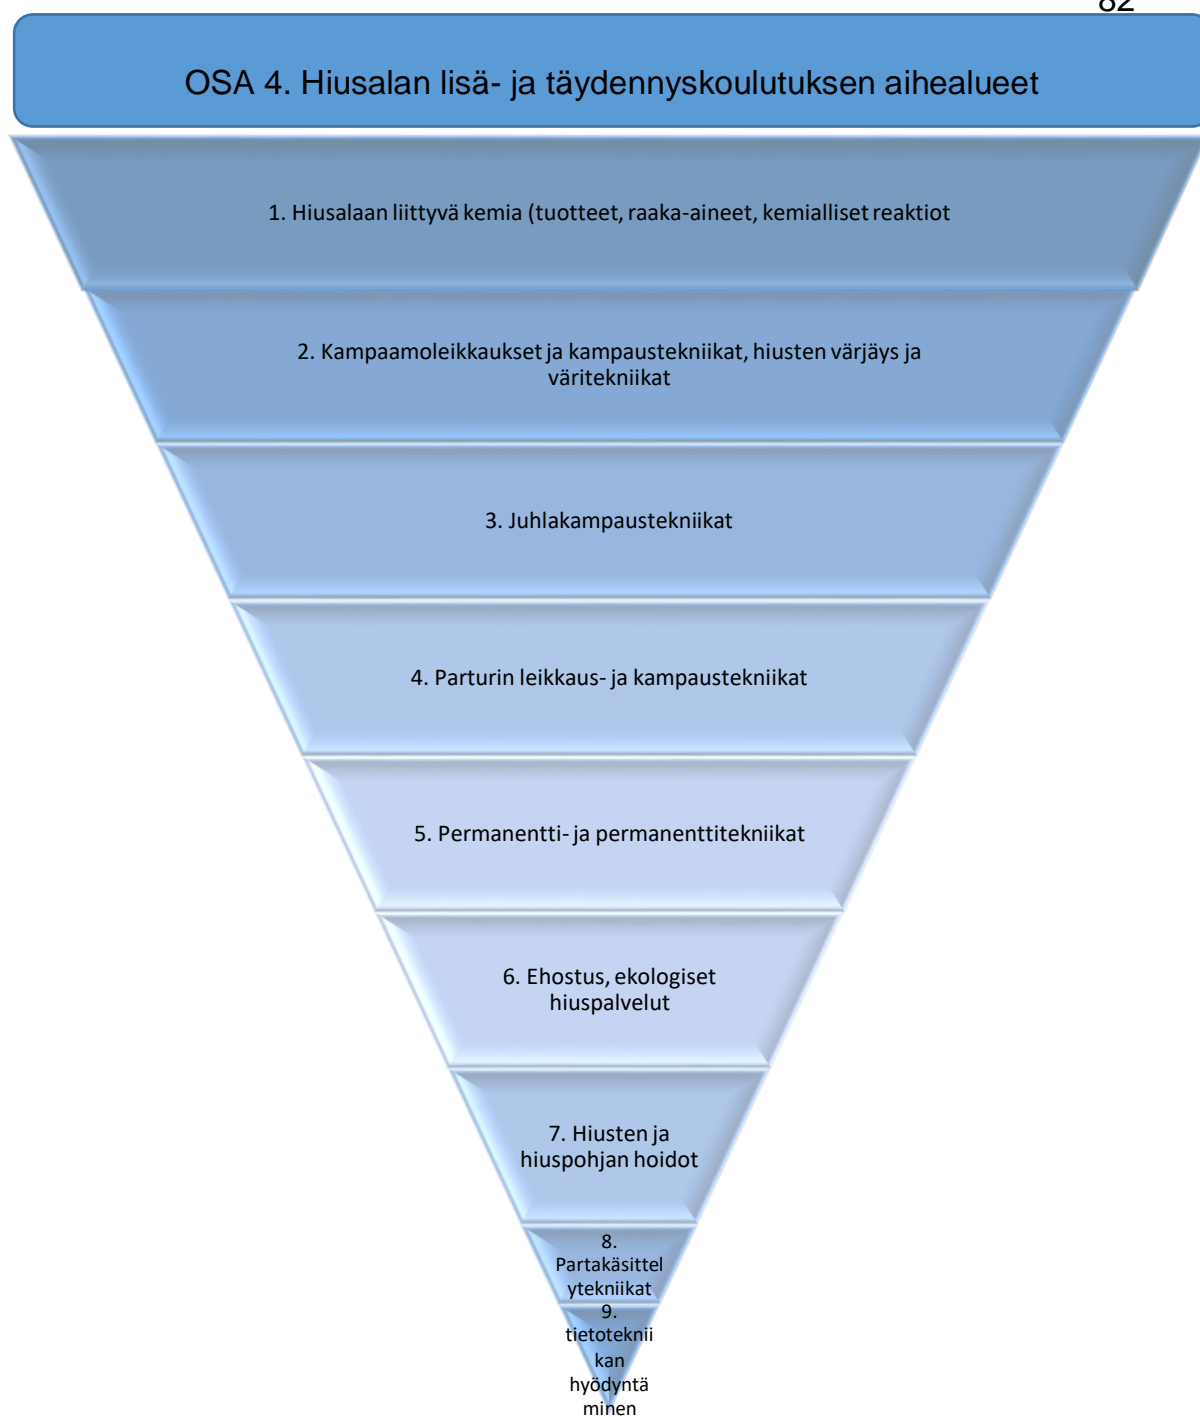 82
OSA 4. Hiusalan lisä- ja täydennyskoulutuksen aihealueet
1. Hiusalaan liittyvä kemia (tuotteet, raaka-aineet, kemialliset reaktiot
2. Kampaamoleikkaukset ja kampaustekniikat, hiusten värjäys ja
väritekniikat
3. Juhlakampaustekniikat
4. Parturin leikkaus- ja kampaustekniikat
5. Permanentti- ja permanenttitekniikat
6. Ehostus, ekologiset
hiuspalvelut
7. Hiusten ja
hiuspohjan hoidot
8.
Partakäsittel
ytekniikat
9.
tietoteknii
kan
hyödyntä
minen